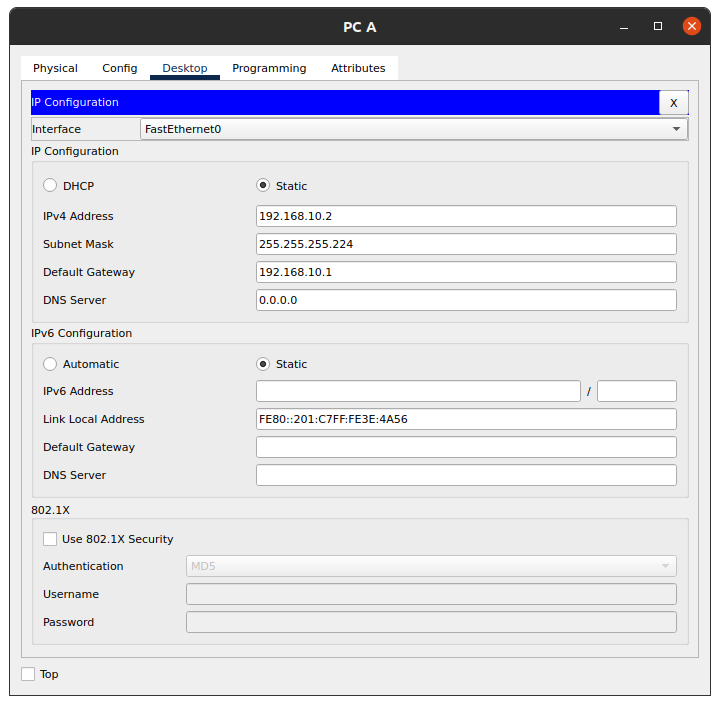 PC A
Physical Config Desktop Programming Attributes
IP Configuration X
Interface FastEthernet0
IP Configuration
DHCP Static
IPv4 Address 192.168.10.2
Subnet Mask 255.255.255.224
Default Gateway 192.168.10.1
DNS Server 0.0.0.0
IPv6 Configuration
Automatic Static
IPv6 Address /
Link Local Address FE80::201:C7FF:FE3E:4A56
Default Gateway
DNS Server
802.1X
Use 802.1X Security
Authentication MD5
Username
Password
Top